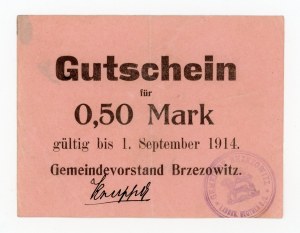 Gutschein
für
0,50 Mark
gültig bis 1. September 1914.
Gemeindevorstand Brzezowitz.